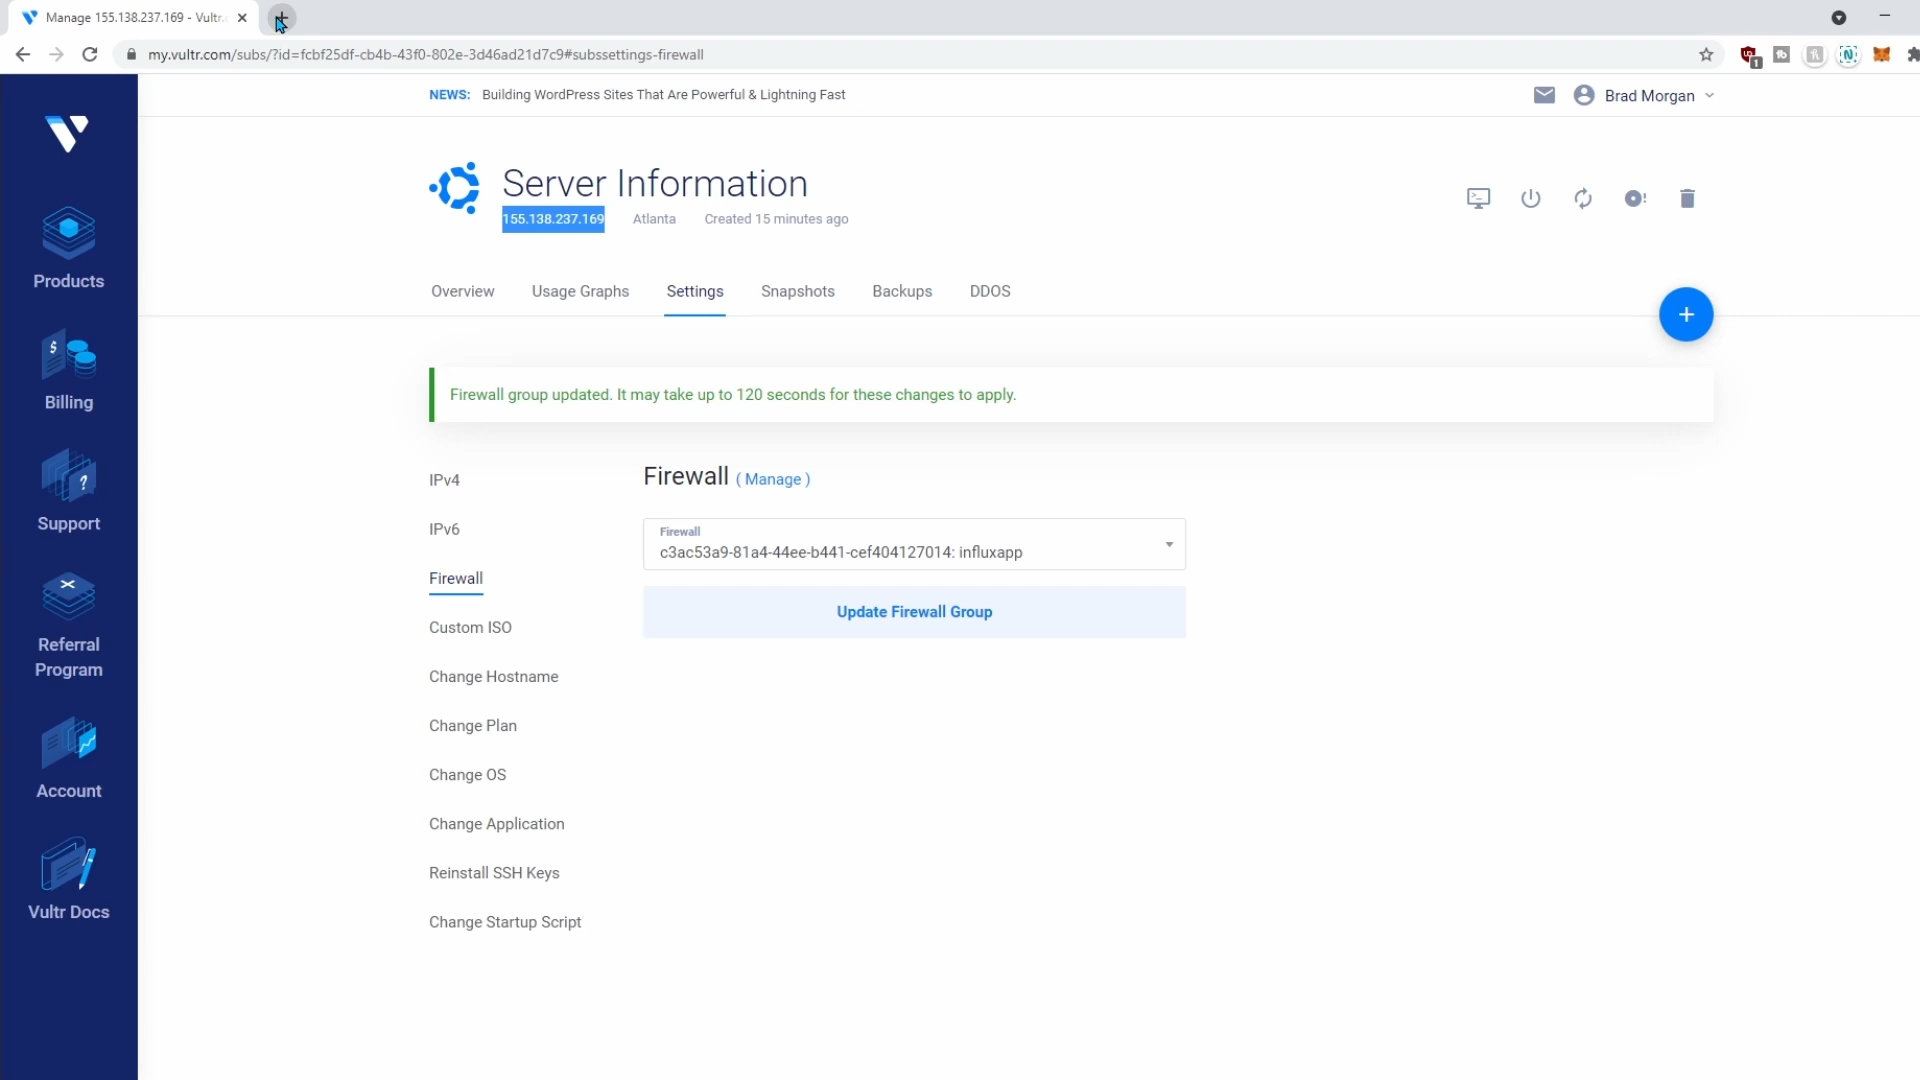 Manage 155.138.237.169 - Vultr.c
my.vultr.com/subs/?id=fcbf25df-cb4b-43f0-802e-3d46ad21d7c9#subssettings-firewall
1
NEWS: Building WordPress Sites That Are Powerful & Lightning Fast
Brad Morgan
Server Information
155.138.237.169 Atlanta Created 15 minutes ago
Products
Billing
Support
Referral
Program
Account
Vultr Docs
Overview Usage Graphs Settings Snapshots Backups DDOS
Firewall group updated. It may take up to 120 seconds for these changes to apply.
IPv4
IPv6
Firewall
Custom ISO
Change Hostname
Change Plan
Change OS
Change Application
Reinstall SSH Keys
Change Startup Script
Firewall ( Manage )
Firewall
c3ac53a9-81a4-44ee-b441-cef404127014: influxapp
Update Firewall Group